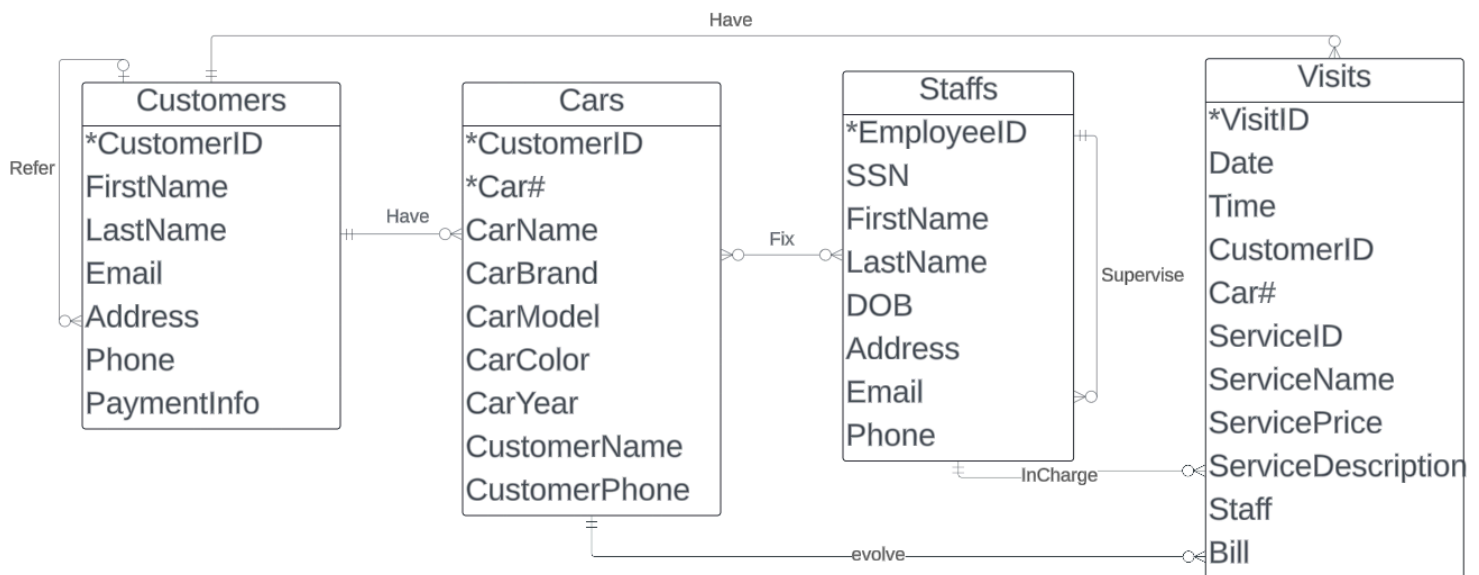 Have
Customers
*CustomerID
FirstName
LastName
Email
Address
Phone
PaymentInfo
Refer
Have
Cars
*CustomerID
*Car#
CarName
CarBrand
CarModel
CarColor
CarYear
CustomerName
CustomerPhone
Fix
Staffs
*EmployeeID
SSN
FirstName
LastName
DOB
Address
Email
Phone
Supervise
InCharge
evolve
Visits
*VisitID
Date
Time
CustomerID
Car#
ServiceID
ServiceName
ServicePrice
ServiceDescription
Staff
Bill